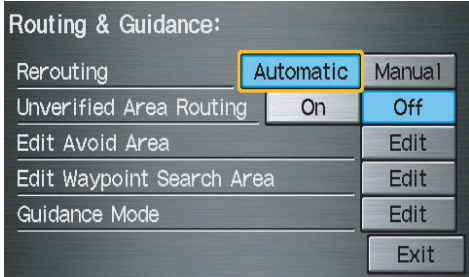 Routing & Guidance:
Rerouting Automatic Manual
Unverified Area Routing On Off
Edit Avoid Area Edit
Edit Waypoint Search Area Edit
Guidance Mode Edit
Exit